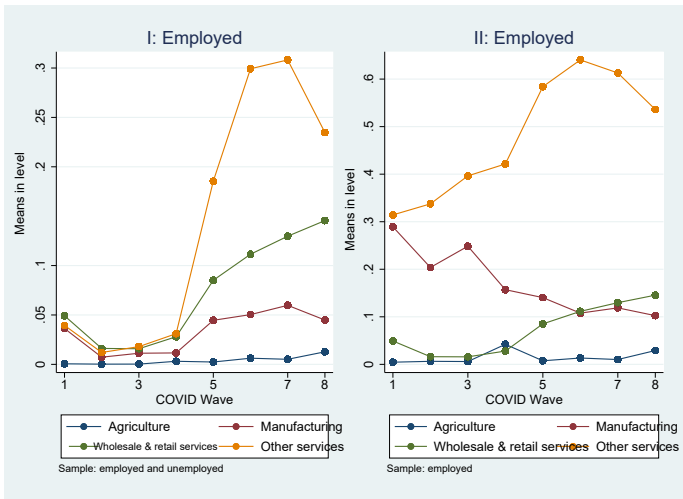 I: Employed
Means in level
.3
.25
.2
.1
.05
0
1 3 5 7 8
COVID Wave
Agriculture Manufacturing
Wholesale & retail services Other services
Sample: employed and unemployed
II: Employed
Means in level
.6
.5
.4
.3
.2
.1
0
1 3 5 7 8
COVID Wave
Agriculture Manufacturing
Wholesale & retail services Other services
Sample: employed